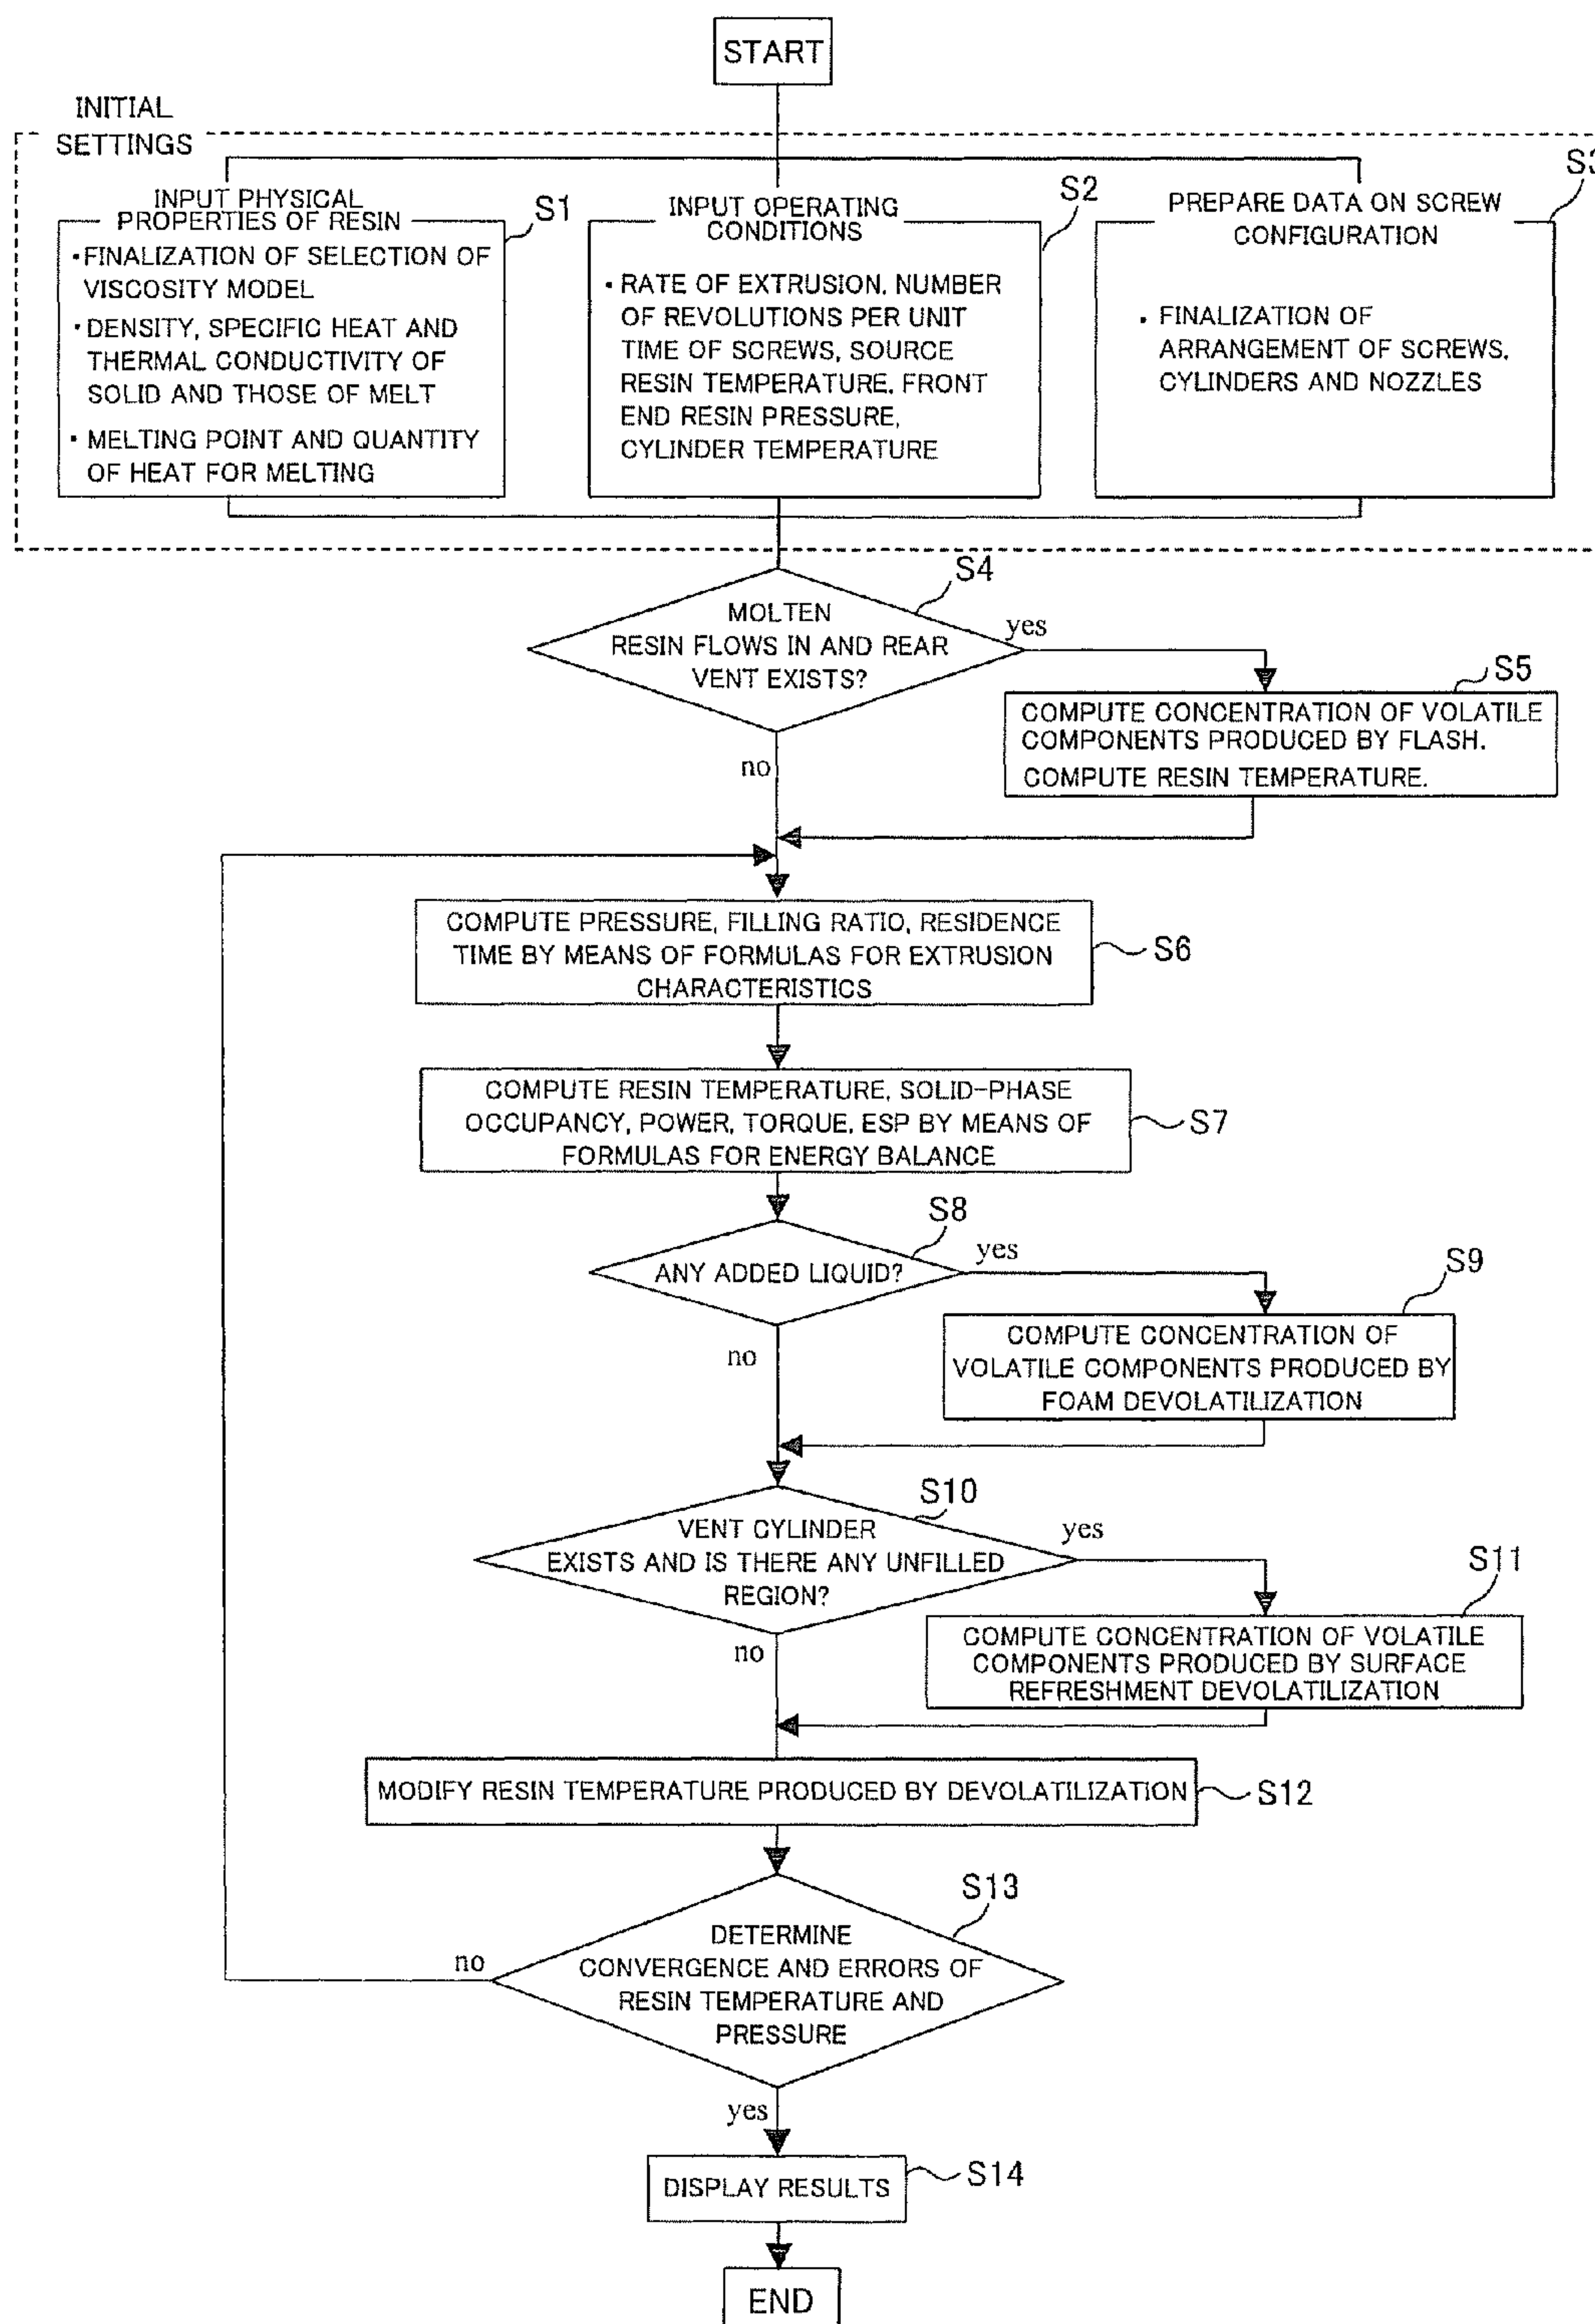 START
INITIAL
SETTINGS
INPUT PHYSICAL
PROPERTIES OF RESIN
S1
•FINALIZATION OF SELECTION OF
VISCOSITY MODEL
•DENSITY, SPECIFIC HEAT AND
THERMAL CONDUCTIVITY OF
SOLID AND THOSE OF MELT
•MELTING POINT AND QUANTITY
OF HEAT FOR MELTING
INPUT OPERATING
CONDITIONS
S2
•RATE OF EXTRUSION, NUMBER
OF REVOLUTIONS PER UNIT
TIME OF SCREWS, SOURCE
RESIN TEMPERATURE, FRONT
END RESIN PRESSURE,
CYLINDER TEMPERATURE
PREPARE DATA ON SCREW
CONFIGURATION
•FINALIZATION OF
ARRANGEMENT OF SCREWS,
CYLINDERS AND NOZZLES
S4
MOLTEN
RESIN FLOWS IN AND REAR
VENT EXISTS?
yes
no
S5
COMPUTE CONCENTRATION OF VOLATILE
COMPONENTS PRODUCED BY FLASH.
COMPUTE RESIN TEMPERATURE.
COMPUTE PRESSURE, FILLING RATIO, RESIDENCE
TIME BY MEANS OF FORMULAS FOR EXTRUSION
CHARACTERISTICS
S6
COMPUTE RESIN TEMPERATURE, SOLID-PHASE
OCCUPANCY, POWER, TORQUE, ESP BY MEANS OF
FORMULAS FOR ENERGY BALANCE
S7
S8
ANY ADDED LIQUID?
yes
no
S9
COMPUTE CONCENTRATION OF
VOLATILE COMPONENTS PRODUCED BY
FOAM DEVOLATILIZATION
S10
VENT CYLINDER
EXISTS AND IS THERE ANY UNFILLED
REGION?
yes
no
S11
COMPUTE CONCENTRATION OF VOLATILE
COMPONENTS PRODUCED BY SURFACE
REFRESHMENT DEVOLATILIZATION
MODIFY RESIN TEMPERATURE PRODUCED BY DEVOLATILIZATION
S12
S13
DETERMINE
CONVERGENCE AND ERRORS OF
RESIN TEMPERATURE AND
PRESSURE
no
yes
DISPLAY RESULTS
S14
END